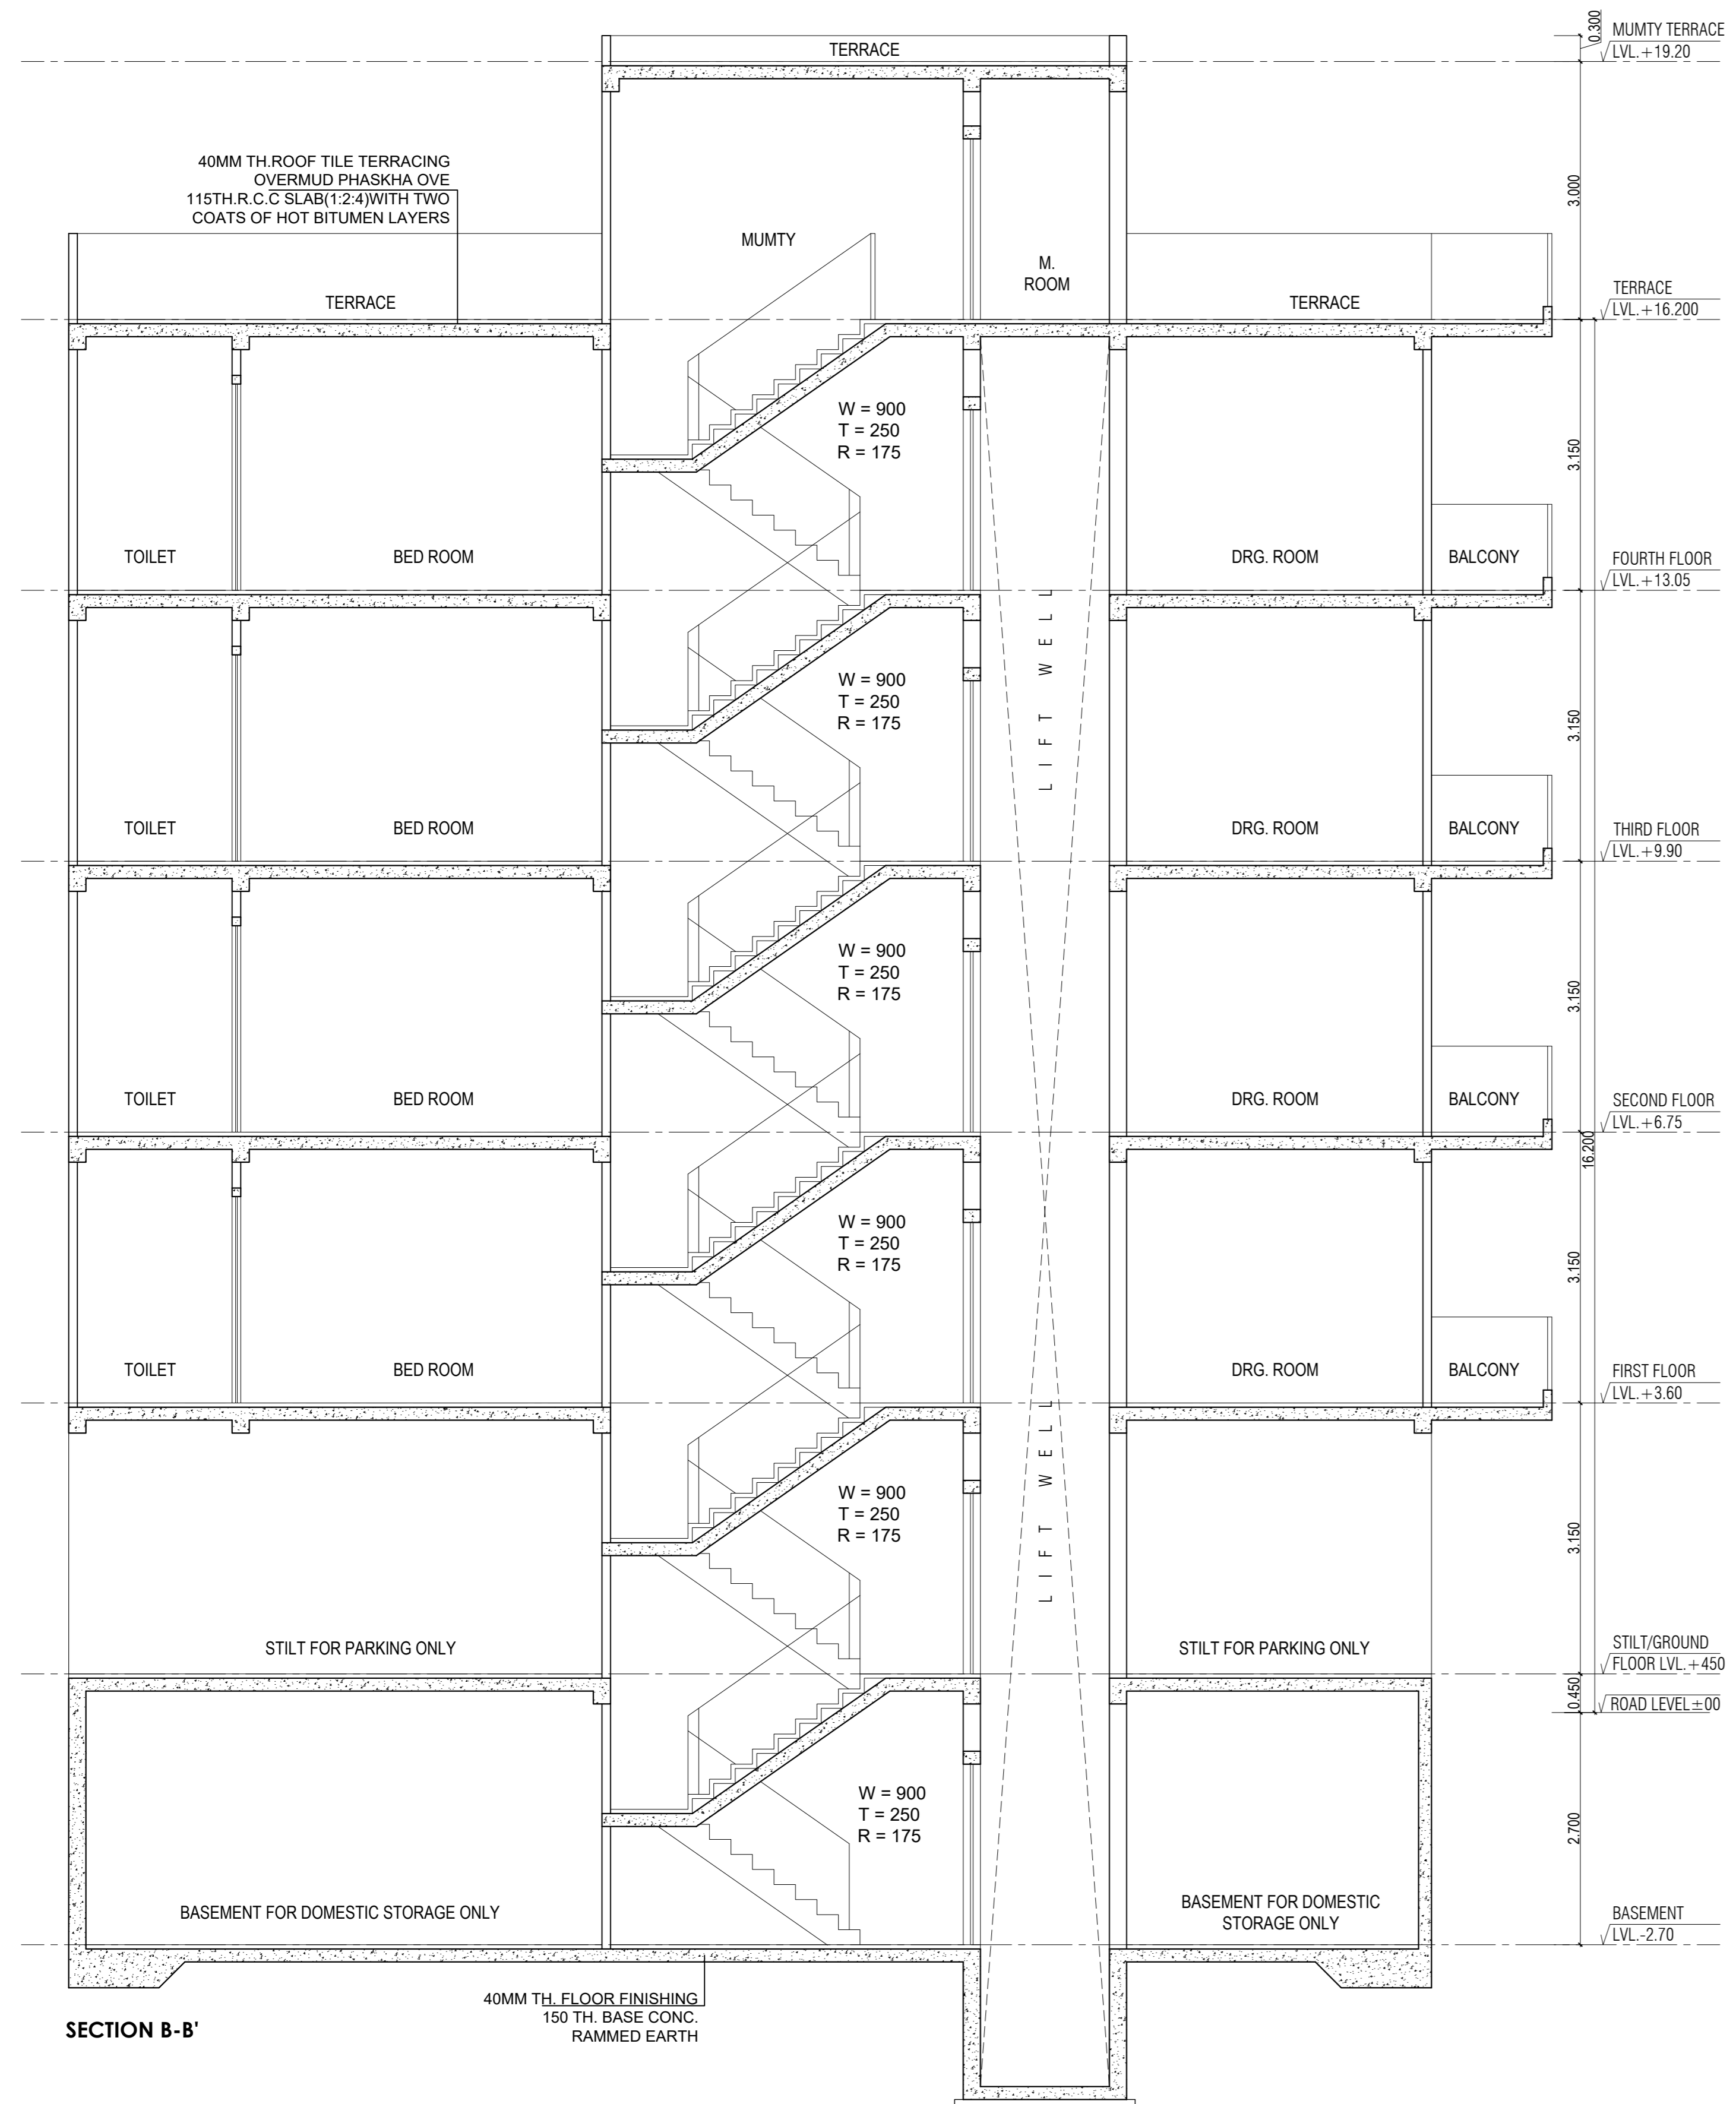 0.300
MUMTY TERRACE
LVL.+19.20
TERRACE
3.000
40MM TH.ROOF TILE TERRACING
OVERMUD PHASKHA OVE
115TH.R.C.C SLAB(1:2:4)WITH TWO
COATS OF HOT BITUMEN LAYERS
MUMTY
M.
ROOM
TERRACE
TERRACE
TERRACE
LVL.+16.200
W = 900
T = 250
R = 175
3.150
TOILET
BED ROOM
DRG. ROOM
BALCONY
FOURTH FLOOR
LVL.+13.05
LIFT WELL
W = 900
T = 250
R = 175
3.150
TOILET
BED ROOM
DRG. ROOM
BALCONY
THIRD FLOOR
LVL.+9.90
W = 900
T = 250
R = 175
3.150
TOILET
BED ROOM
DRG. ROOM
BALCONY
SECOND FLOOR
LVL.+6.75
16.200
W = 900
T = 250
R = 175
3.150
TOILET
BED ROOM
DRG. ROOM
BALCONY
FIRST FLOOR
LVL.+3.60
LIFT WELL
W = 900
T = 250
R = 175
3.150
STILT FOR PARKING ONLY
STILT FOR PARKING ONLY
STILT/GROUND
FLOOR LVL.+450
0.450
ROAD LEVEL±00
W = 900
T = 250
R = 175
2.700
BASEMENT FOR DOMESTIC STORAGE ONLY
BASEMENT FOR DOMESTIC
STORAGE ONLY
BASEMENT
LVL.-2.70
40MM TH. FLOOR FINISHING
150 TH. BASE CONC.
RAMMED EARTH
SECTION B-B'